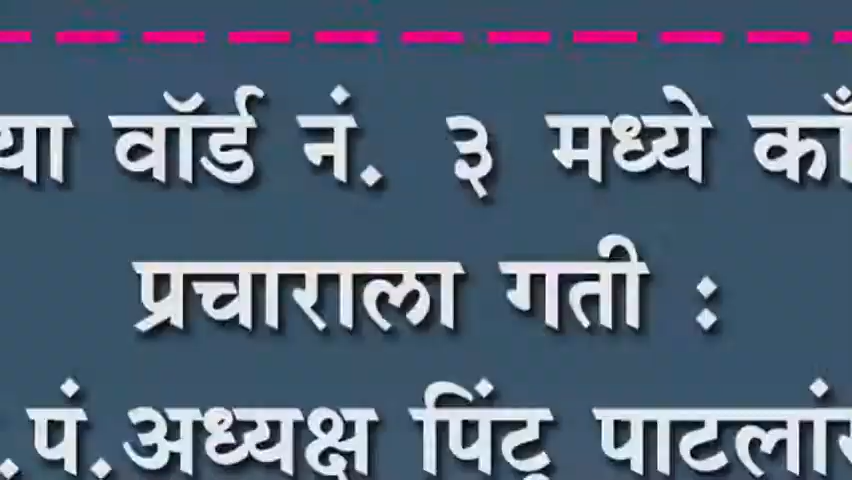 वॉर्ड नं. ३ मध्ये
प्रचाराला गती :
.पं.अध्यक्ष पिंटू